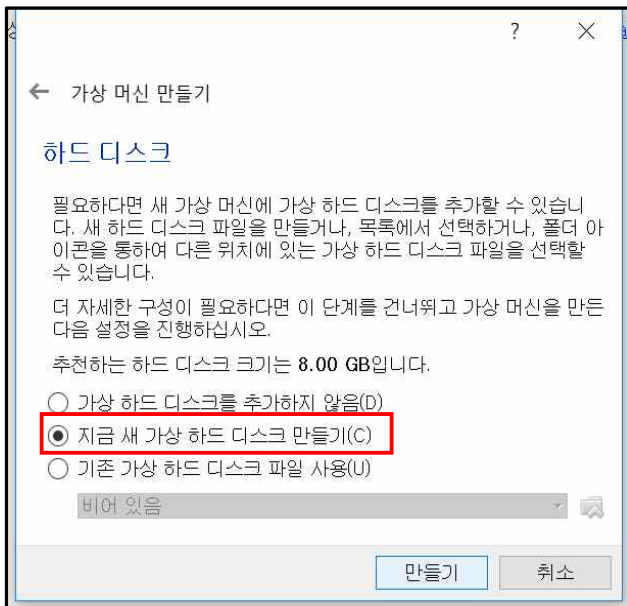 ?
← 가상 머신 만들기
하드 디스크
필요하다면 새 가상 머신에 가상 하드 디스크를 추가할 수 있습니
다. 새 하드 디스크 파일을 만들거나, 목록에서 선택하거나, 폴더 아
이콘을 통하여 다른 위치에 있는 가상 하드 디스크 파일을 선택할
수 있습니다.
더 자세한 구성이 필요하다면 이 단계를 건너뛰고 가상 머신을 만든
다음 설정을 진행하십시오.
추천하는 하드 디스크 크기는 8.00 GB입니다.
가상 하드 디스크를 추가하지 않음(D)
지금 새 가상 하드 디스크 만들기(C)
기존 가상 하드 디스크 파일 사용(U)
비어 있음
만들기 취소